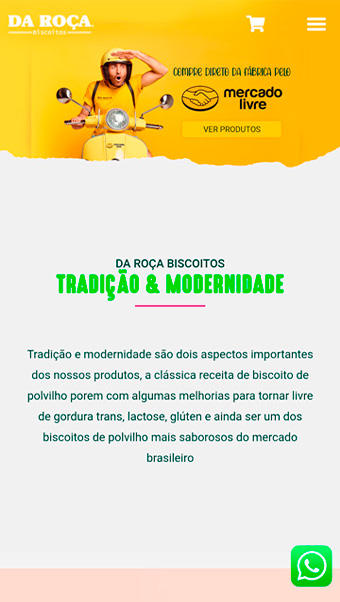 DA ROÇA
Biscoitos
COMPRE DIRETO DA FÁBRICA PELO
mercado
livre
VER PRODUTOS
DA ROÇA BISCOITOS
TRADIÇÃO & MODERNIDADE
Tradição e modernidade são dois aspectos importantes
dos nossos produtos, a clássica receita de biscoito de
polvilho porem com algumas melhorias para tornar livre
de gordura trans, lactose, glúten e ainda ser um dos
biscoitos de polvilho mais saborosos do mercado
brasileiro